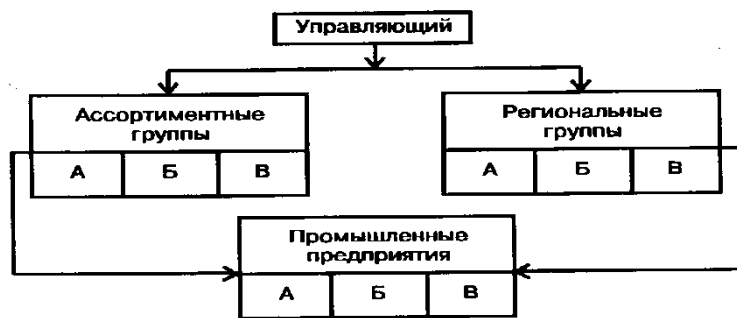 Управляющий
Ассортиментные
группы
А Б В
Региональные
группы
А Б В
Промышленные
предприятия
А Б В